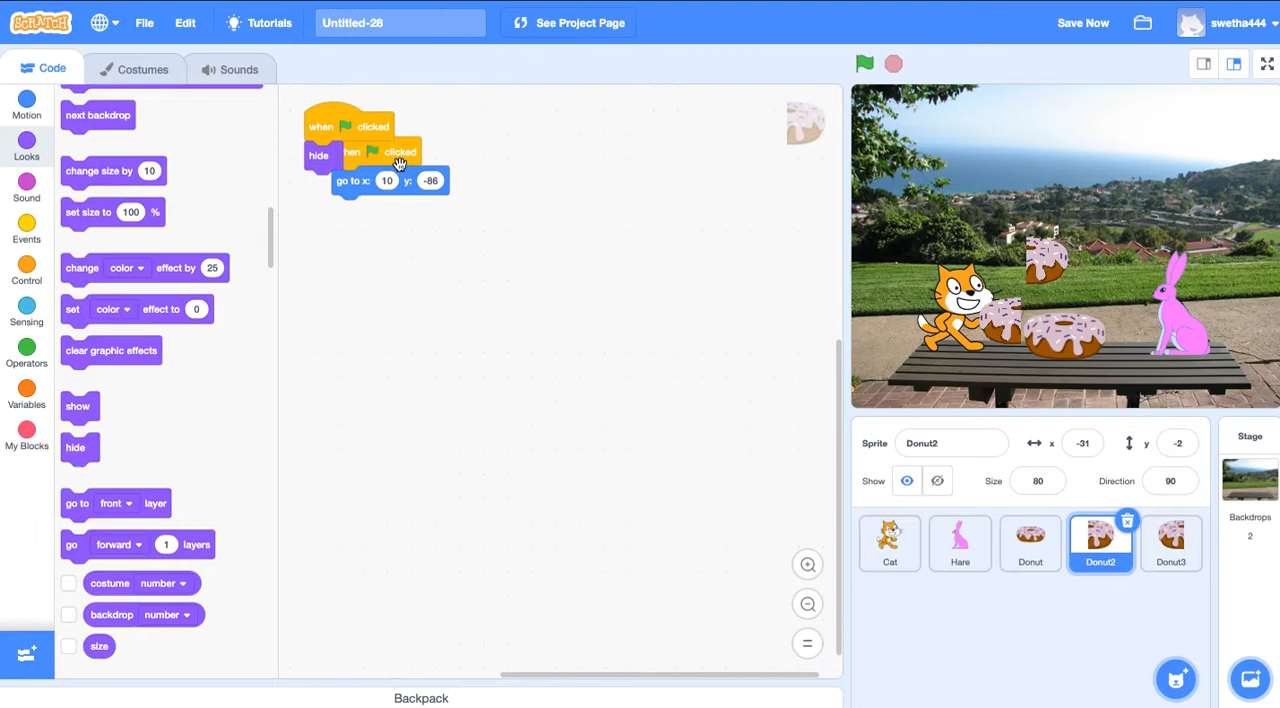 SCRATCH File Edit Tutorials Untitled-28 See Project Page Save Now swetha444
Code Costumes Sounds
Motion
Looks
Sound
Events
Control
Sensing
Operators
Variables
My Blocks
next backdrop
change size by 10
set size to 100 %
change color effect by 25
set color effect to 0
clear graphic effects
show
hide
go to front layer
go forward 1 layers
costume number
backdrop number
size
when clicked
hide hen clicked
go to x: 10 y: -86
Sprite Donut2 x -31 y -2
Show Size 80 Direction 90
Cat Hare Donut Donut2 Donut3
Stage
Backdrops
2
Backpack